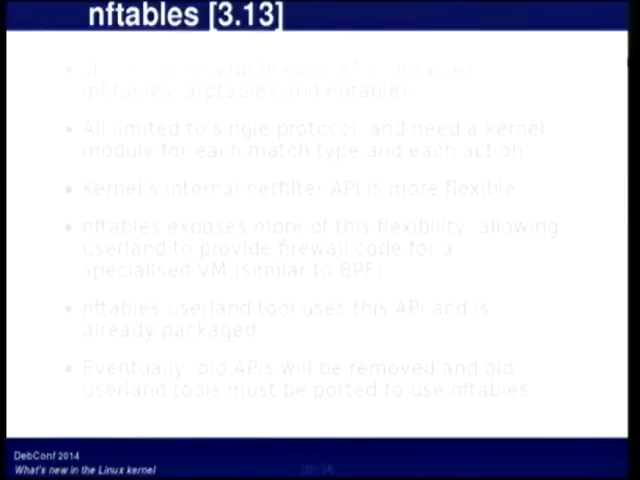 nftables [3.13]
ip6tables, arptables and ebtables
• All limited to single protocol, and need a kernel
module for each match type and each action
• Kernel's internal netfilter API is more flexible
• nftables exposes more of this flexibility, allowing
userland to provide firewall code for a
specialised VM (similar to BPF)
• nftables userland tool uses this API and is
already packaged
• Eventually, old APIs will be removed and old
userland tools must be ported to use nftables
DebConf 2014
What's new in the Linux kernel